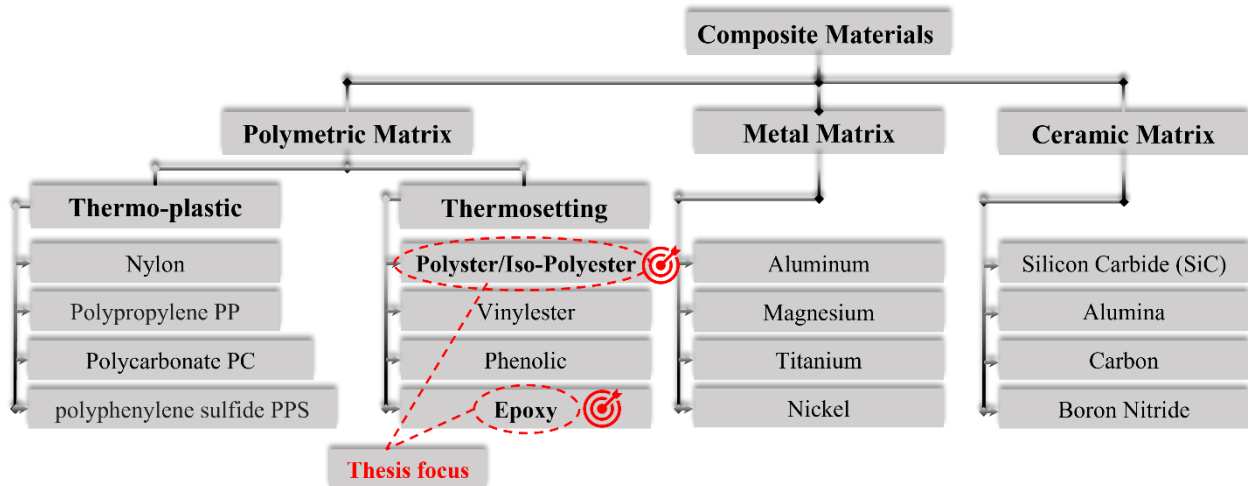 Composite Materials
Polymetric Matrix
Metal Matrix
Ceramic Matrix
Thermo-plastic
Thermosetting
Nylon
Polypropylene PP
Polycarbonate PC
polyphenylene sulfide PPS
Polyster/Iso-Polyester
Vinylester
Phenolic
Epoxy
Aluminum
Magnesium
Titanium
Nickel
Silicon Carbide (SiC)
Alumina
Carbon
Boron Nitride
Thesis focus